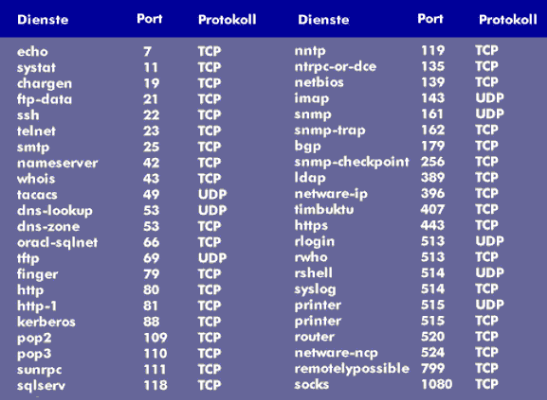 Dienste Port Protokoll Dienste Port Protokoll
echo 7 TCP nntp 119 TCP
systat 11 TCP ntrpc-or-dce 135 TCP
chargen 19 TCP netbios 139 TCP
ftp-data 21 TCP imap 143 UDP
ssh 22 TCP snmp 161 UDP
telnet 23 TCP snmp-trap 162 TCP
smtp 25 TCP bgp 179 TCP
nameserver 42 TCP snmp-checkpoint 256 TCP
whois 43 TCP ldap 389 TCP
tacacs 49 UDP netware-ip 396 TCP
dns-lookup 53 UDP timbuktu 407 TCP
dns-zone 53 TCP https 443 TCP
oracl-sqlnet 66 TCP rlogin 513 UDP
tftp 69 UDP rwho 513 TCP
finger 79 TCP rshell 514 UDP
http 80 TCP syslog 514 TCP
http-1 81 TCP printer 515 UDP
kerberos 88 TCP printer 515 TCP
pop2 109 TCP router 520 TCP
pop3 110 TCP netware-ncp 524 TCP
sunrpc 111 TCP remotelypossible 799 TCP
sqlserv 118 TCP socks 1080 TCP